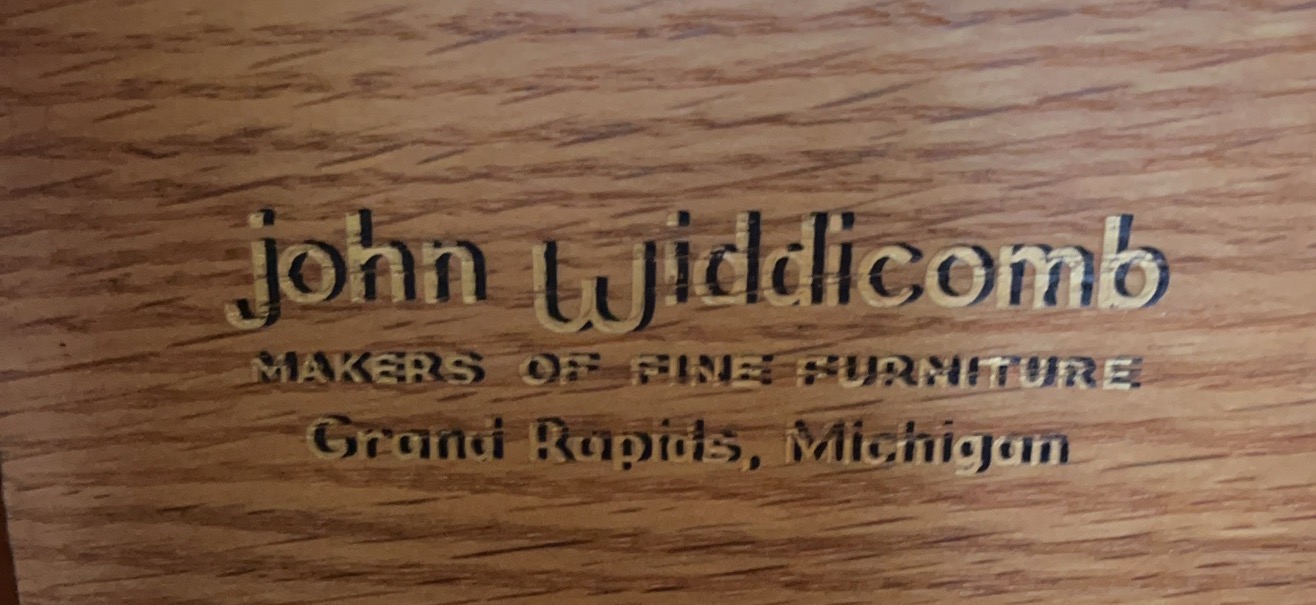 john widdicomb
MAKERS OF FINE FURNITURE
Grand Rapids, Michigan